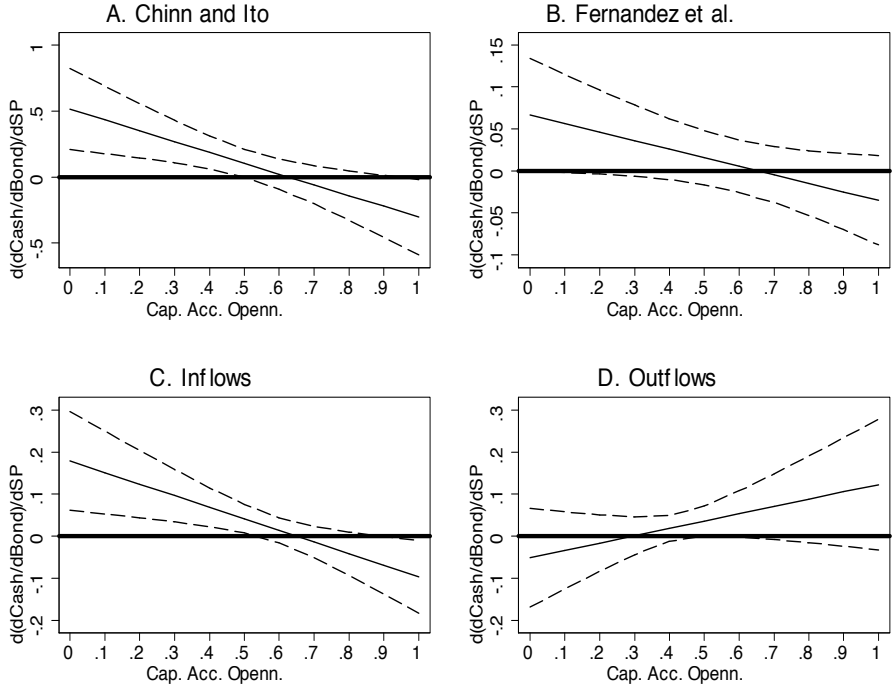 A. Chinn and Ito
d(dCash/dBond)/dSP
1
.5
0
-.5
0 .1 .2 .3 .4 .5 .6 .7 .8 .9 1
Cap. Acc. Openn.
B. Fernandez et al.
d(dCash/dBond)/dSP
.15
.1
.05
0
-.05
-.1
0 .1 .2 .3 .4 .5 .6 .7 .8 .9 1
Cap. Acc. Openn.
C. Inflows
d(dCash/dBond)/dSP
.3
.2
.1
0
-.1
-.2
0 .1 .2 .3 .4 .5 .6 .7 .8 .9 1
Cap. Acc. Openn.
D. Outflows
d(dCash/dBond)/dSP
.3
.2
.1
0
-.1
-.2
0 .1 .2 .3 .4 .5 .6 .7 .8 .9 1
Cap. Acc. Openn.